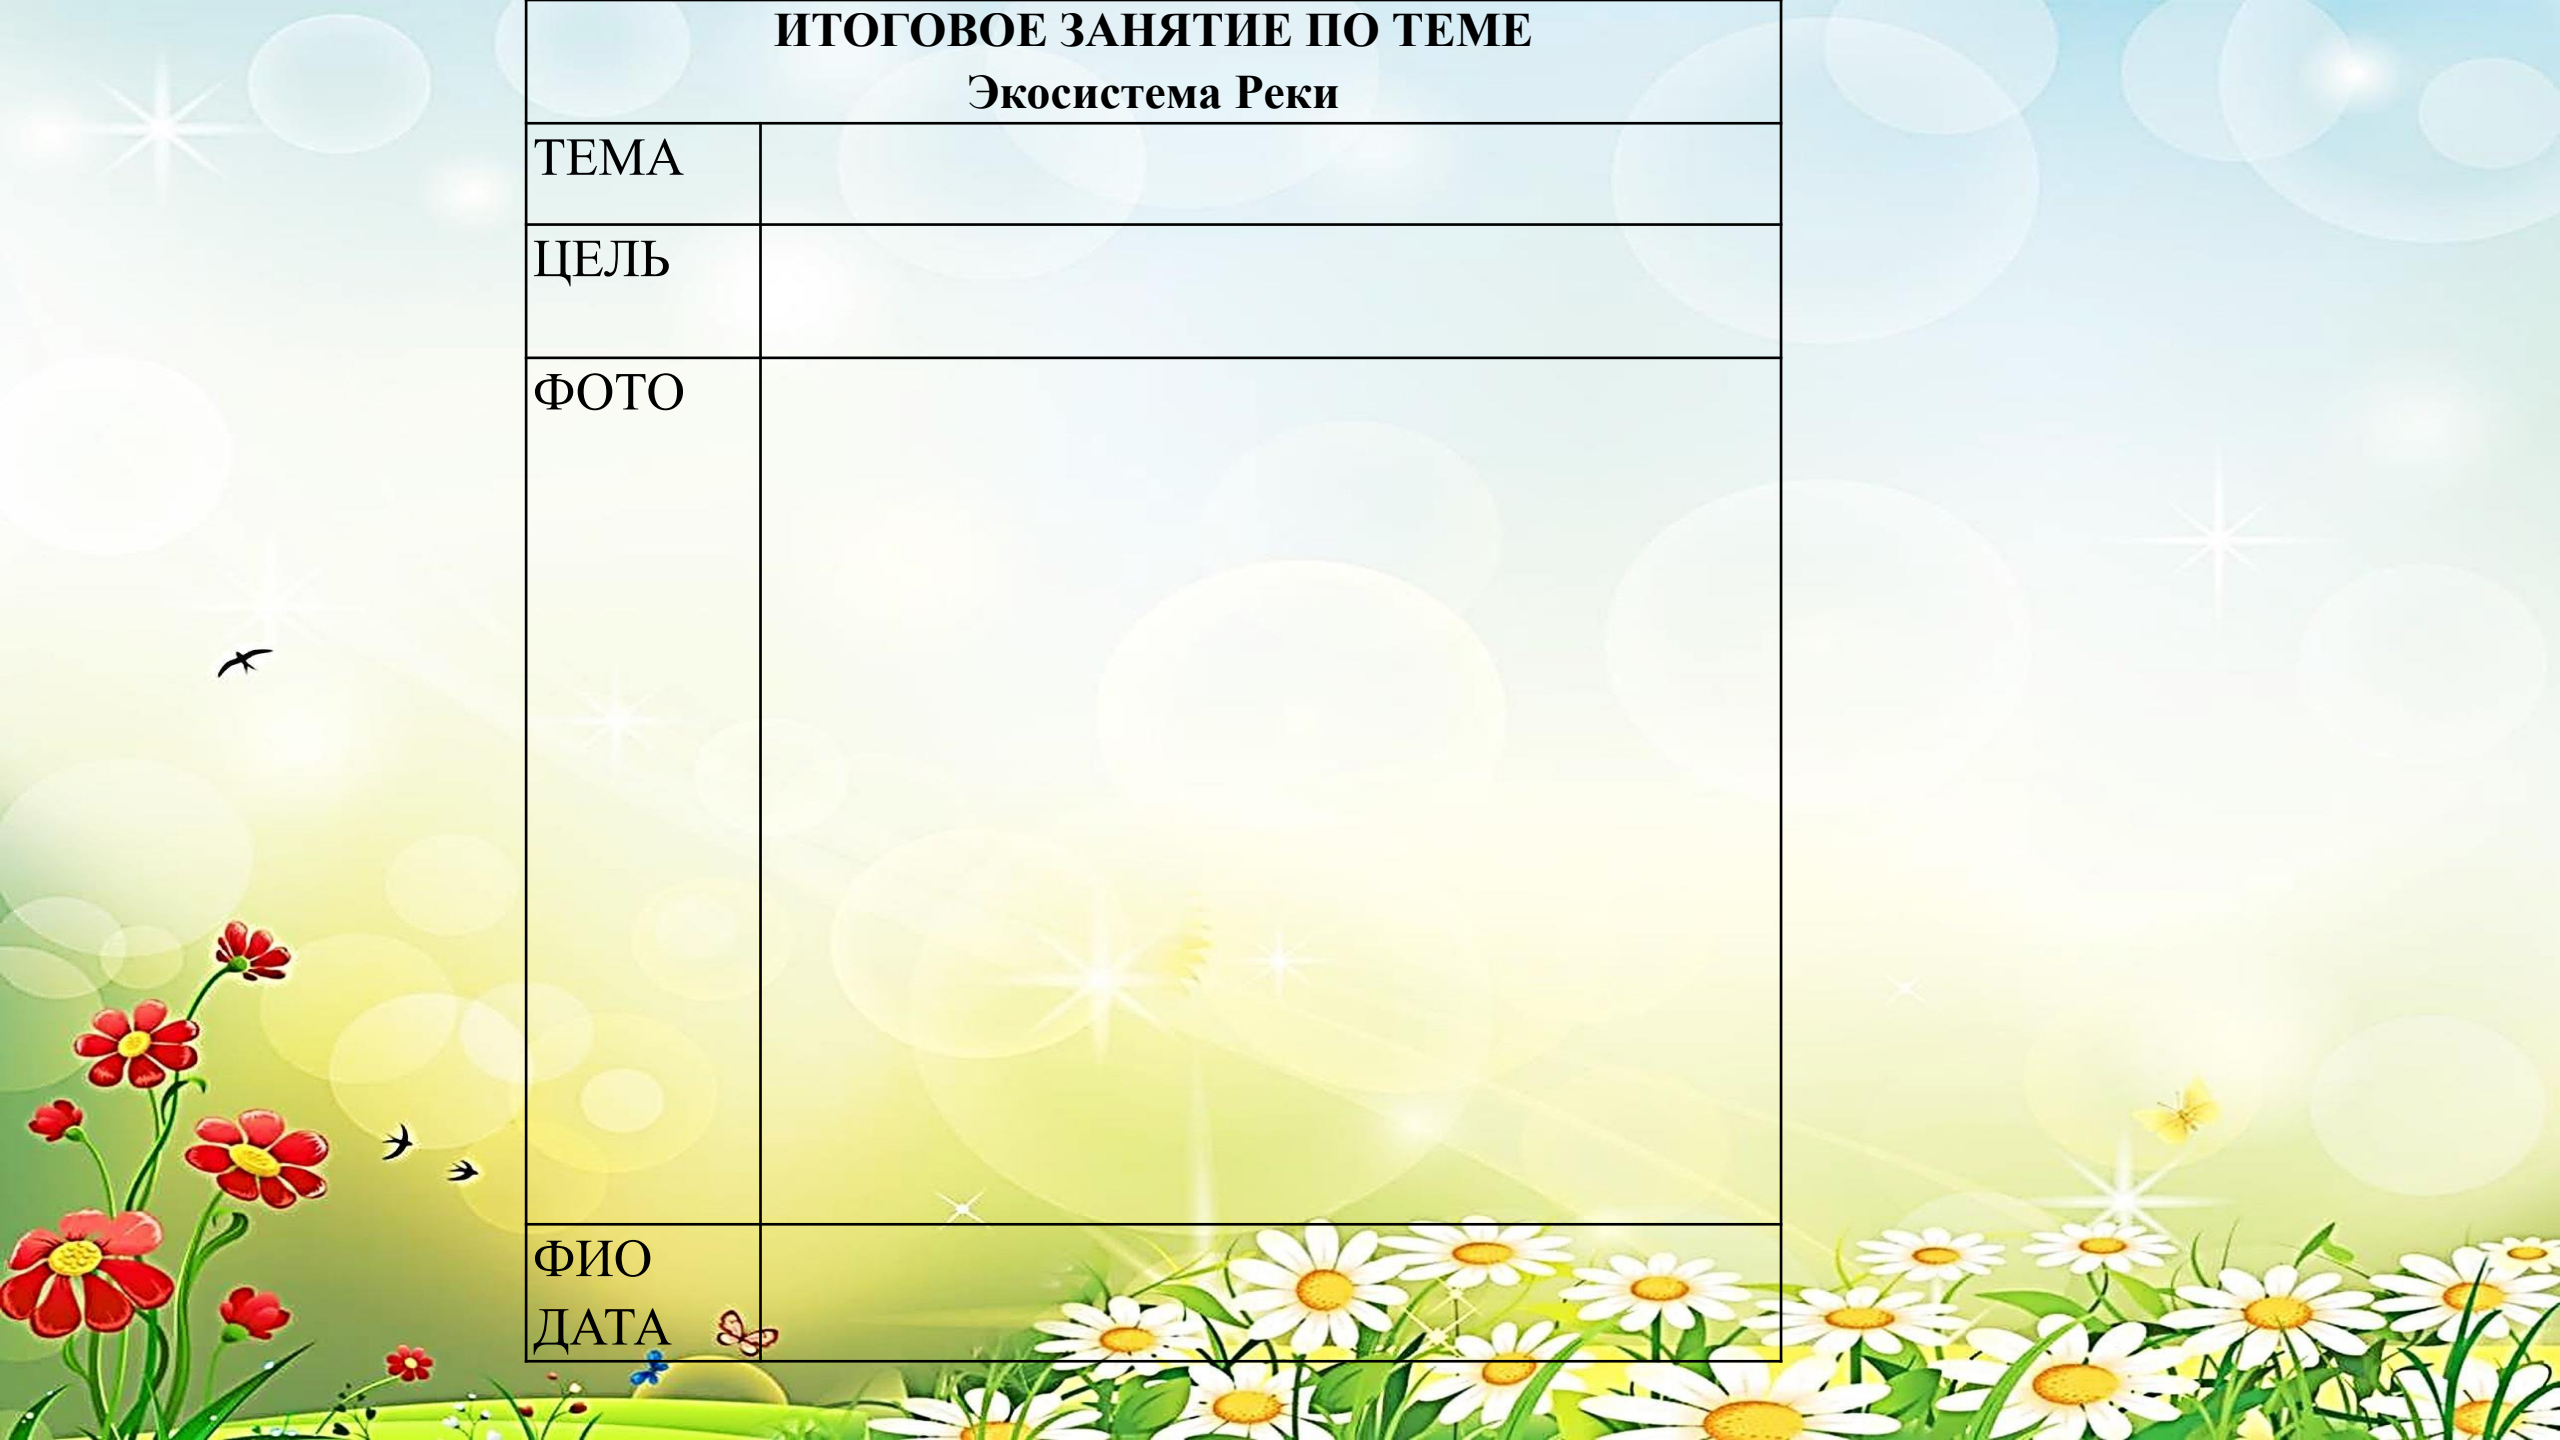 ИТОГОВОЕ ЗАНЯТИЕ ПО ТЕМЕ
Экосистема Реки
ТЕМА
ЦЕЛЬ
ФОТО
ФИО
ДАТА